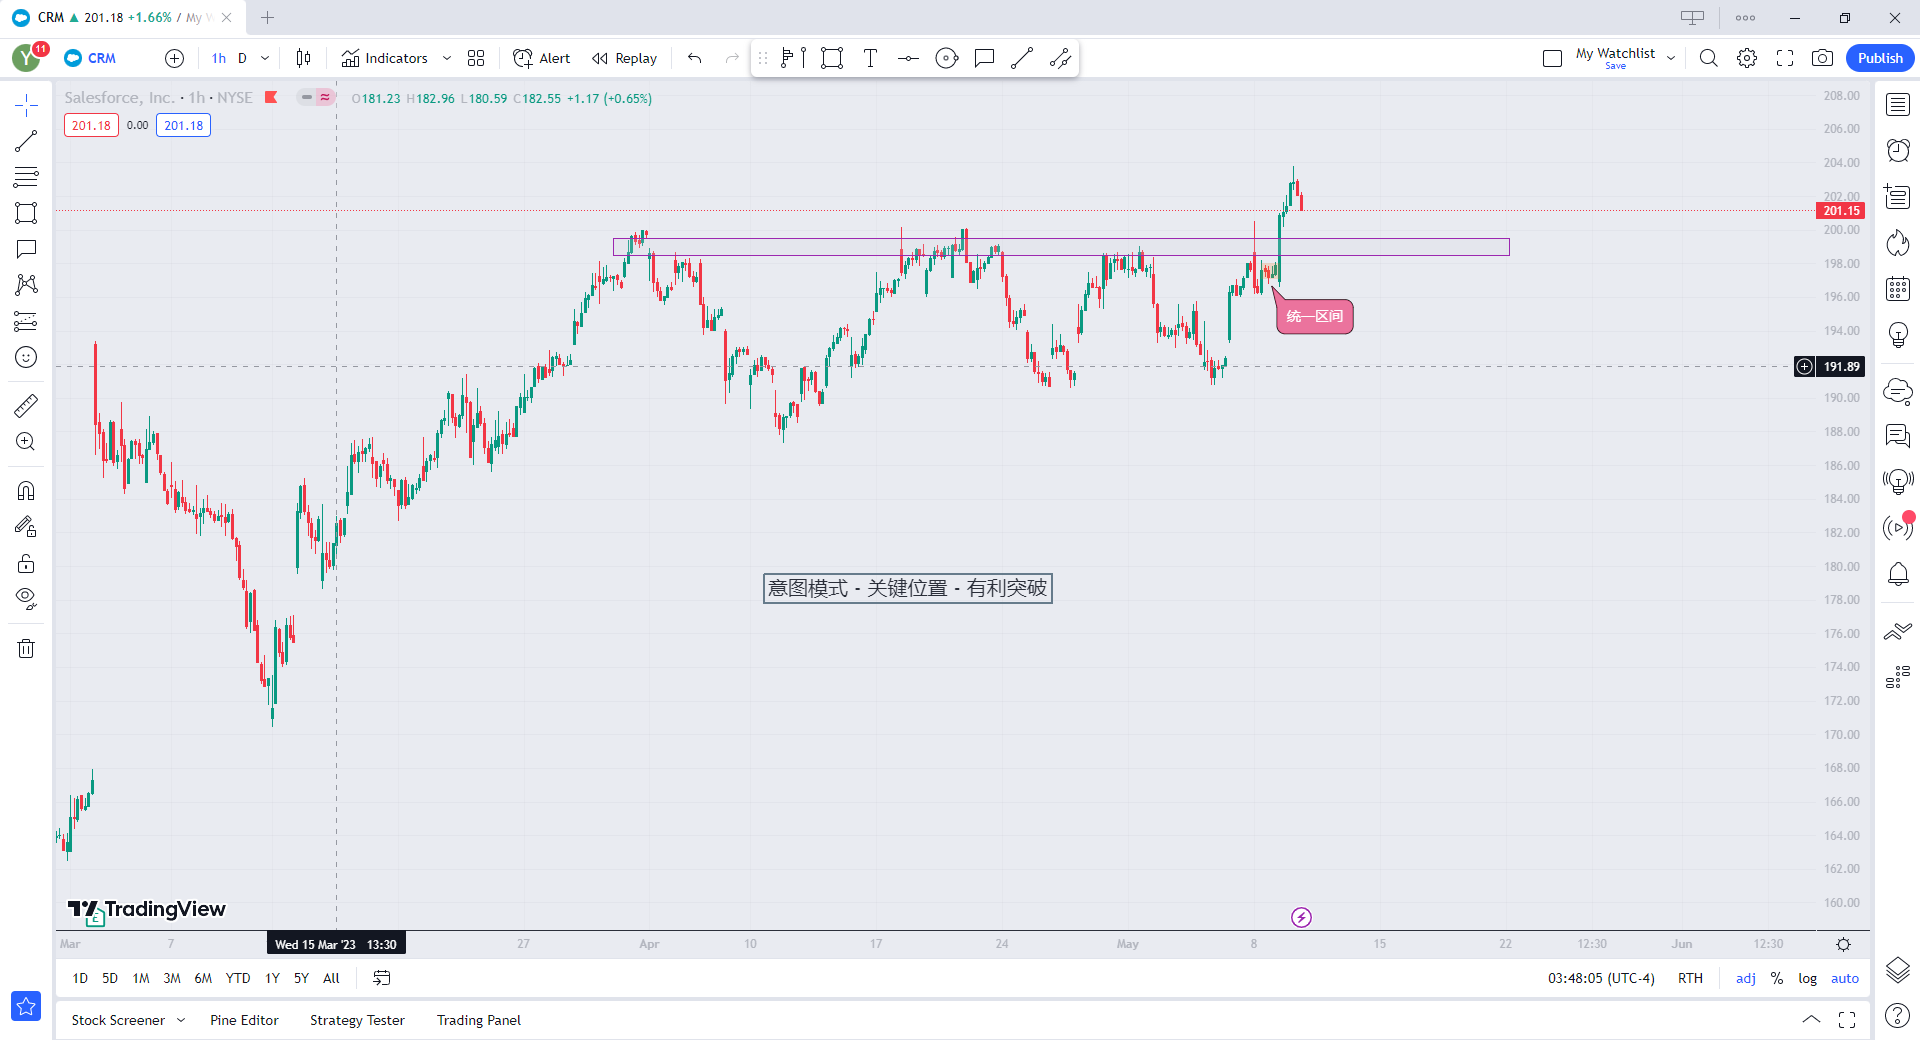 CRM ▲ 201.18 +1.66% / My W
Y 11 CRM 1h D Indicators Alert Replay My Watchlist Save Publish
Salesforce, Inc. · 1h · NYSE O181.23 H182.96 L180.59 C182.55 +1.17 (+0.65%)
201.18 0.00 201.18
208.00
206.00
204.00
202.00
201.15
200.00
198.00
196.00
统一区间
194.00
191.89
190.00
188.00
186.00
184.00
182.00
180.00
意图模式 - 关键位置 - 有利突破
178.00
176.00
174.00
172.00
170.00
168.00
166.00
164.00
162.00
160.00
TradingView
E
Mar 7 Wed 15 Mar '23 13:30 27 Apr 10 17 24 May 8 15 22 12:30 Jun 12:30
1D 5D 1M 3M 6M YTD 1Y 5Y All 03:48:05 (UTC-4) RTH adj % log auto
Stock Screener Pine Editor Strategy Tester Trading Panel